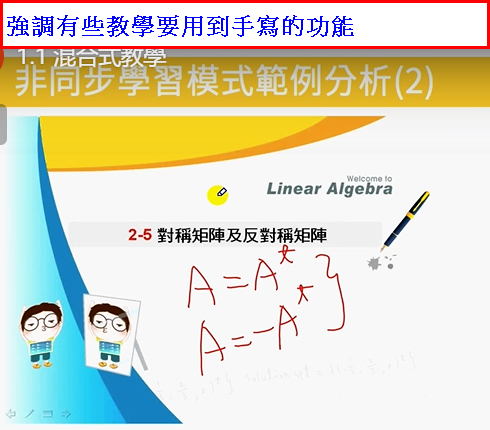 強調有些教學要用到手寫的功能
1.1 混合式教學
非同步學習模式範例分析(2)
Welcome to
Linear Algebra
2-5 對稱矩陣及反對稱矩陣
A = Aᵗ }
A = -Aᵗ